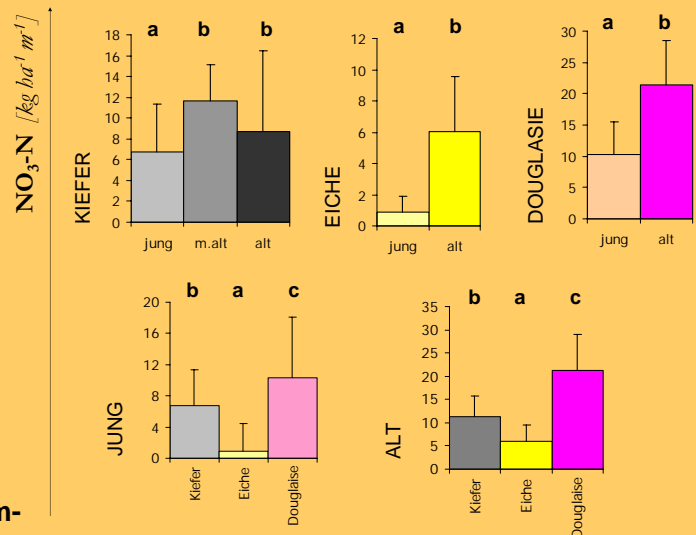 NO₃-N [kg ha⁻¹ m⁻¹]
KIEFER
a b b
18
16
14
12
10
8
6
4
2
0
jung m.alt alt
EICHE
a b
12
10
8
6
4
2
0
jung alt
DOUGLASIE
a b
30
25
20
15
10
5
0
jung alt
JUNG
b a c
20
16
12
8
4
0
Kiefer Eiche Douglaise
ALT
b a c
35
30
25
20
15
10
5
0
Kiefer Eiche Douglasie
m-